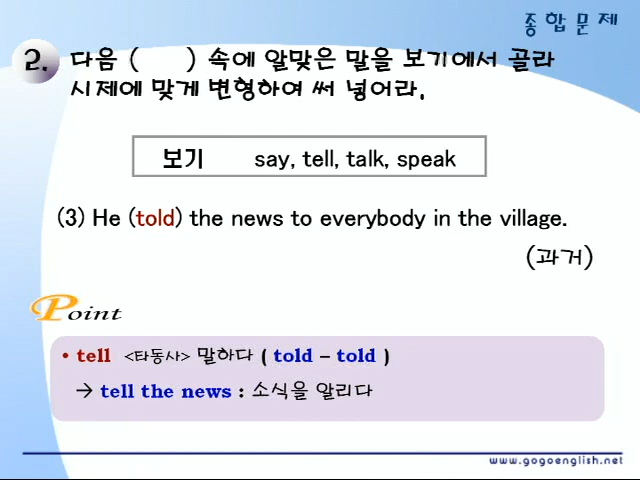 종합문제
2. 다음 ( ) 속에 알맞은 말을 보기에서 골라
시제에 맞게 변형하여 써 넣어라.
보기 say, tell, talk, speak
(3) He (told) the news to everybody in the village.
(과거)
Point
• tell <타동사> 말하다 ( told – told )
→ tell the news : 소식을 알리다
www.gogoenglish.net